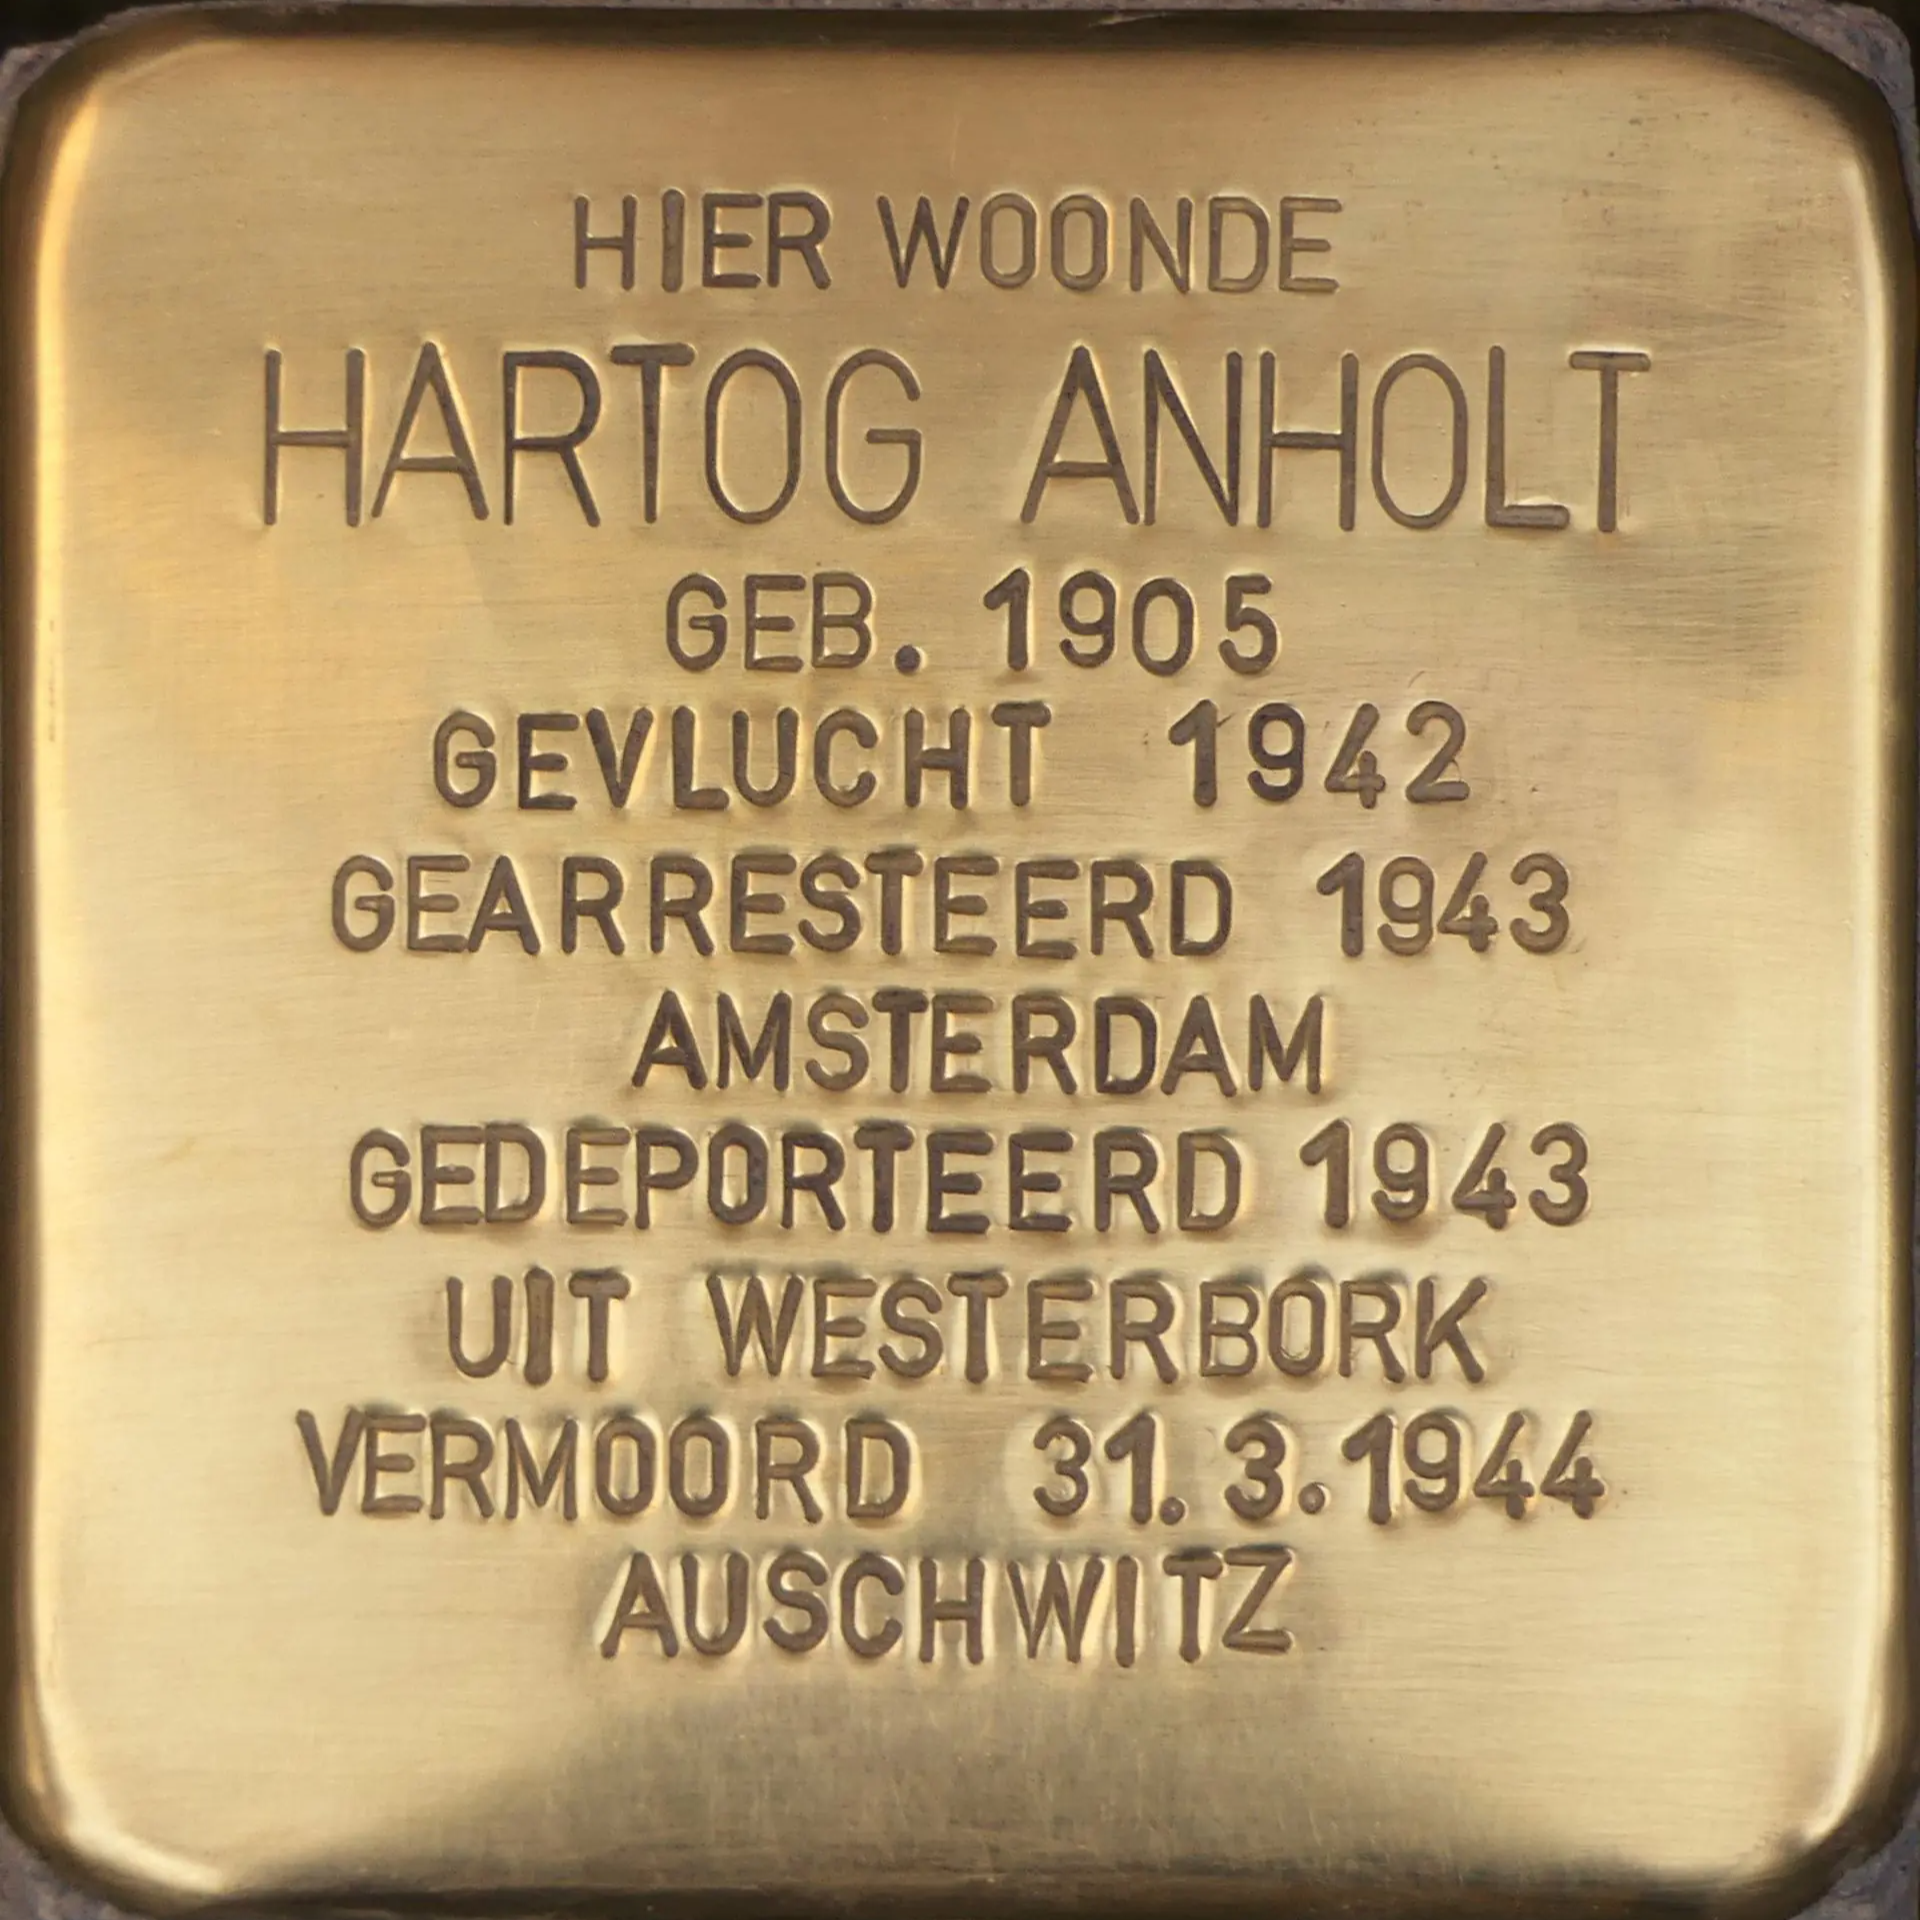 HIER WOONDE
HARTOG ANHOLT
GEB. 1905
GEVLUCHT 1942
GEARRESTEERD 1943
AMSTERDAM
GEDEPORTEERD 1943
UIT WESTERBORK
VERMOORD 31.3.1944
AUSCHWITZ